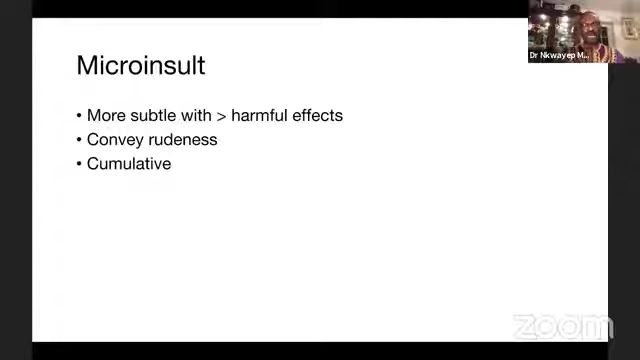 Microinsult
• More subtle with > harmful effects
• Convey rudeness
• Cumulative
Dr Nkwayep M...
zoom